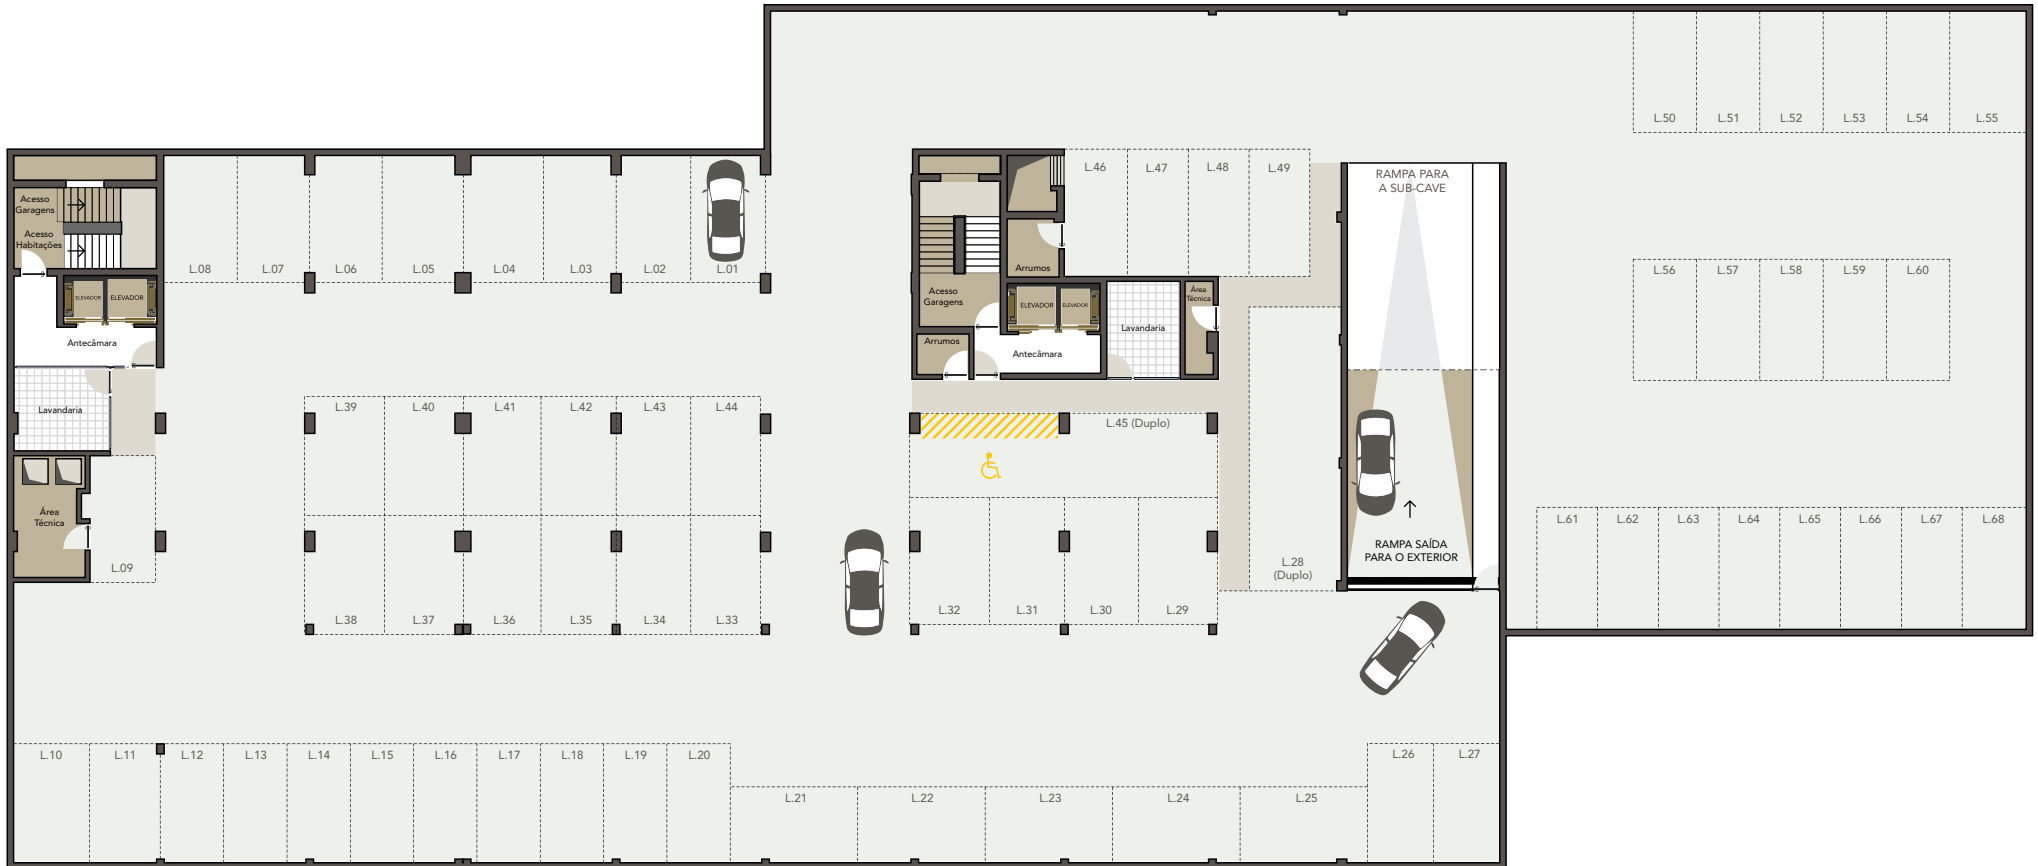 L.50 L.51 L.52 L.53 L.54 L.55
L.46 L.47 L.48 L.49
RAMPA PARA
A SUB-CAVE
Acesso
Garagens
Acesso
Habitações
L.08 L.07 L.06 L.05 L.04 L.03 L.02 L.01
Arrumos
L.56 L.57 L.58 L.59 L.60
ELEVADOR ELEVADOR
Acesso
Garagens
ELEVADOR ELEVADOR
Área
Técnica
Lavandaria
Antecâmara
Arrumos
Antecâmara
Lavandaria
L.39 L.40 L.41 L.42 L.43 L.44
L.45 (Duplo)
Área
Técnica
L.61 L.62 L.63 L.64 L.65 L.66 L.67 L.68
RAMPA SAÍDA
PARA O EXTERIOR
L.09
L.28
(Duplo)
L.38 L.37 L.36 L.35 L.34 L.33
L.32 L.31 L.30 L.29
L.10 L.11 L.12 L.13 L.14 L.15 L.16 L.17 L.18 L.19 L.20
L.26 L.27
L.21 L.22 L.23 L.24 L.25